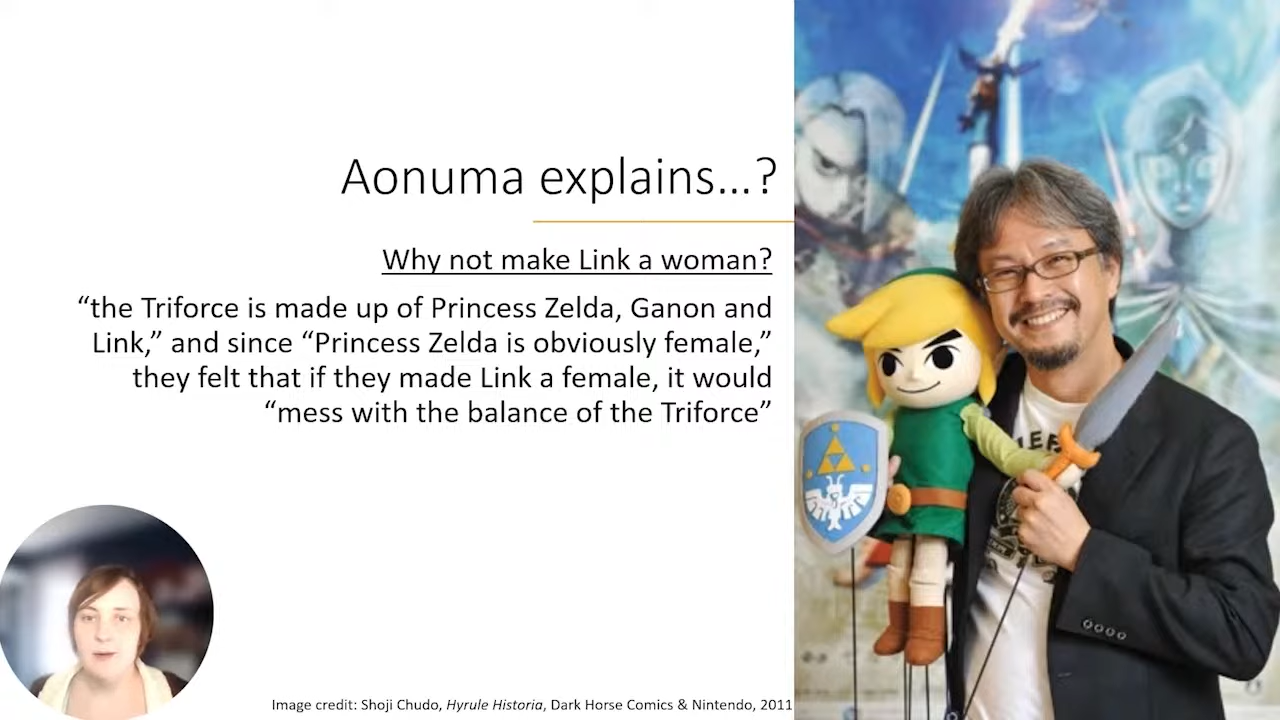 Aonuma explains...?
Why not make Link a woman?
“the Triforce is made up of Princess Zelda, Ganon and
Link,” and since “Princess Zelda is obviously female,”
they felt that if they made Link a female, it would
“mess with the balance of the Triforce”
Image credit: Shoji Chudo, Hyrule Historia, Dark Horse Comics & Nintendo, 2011